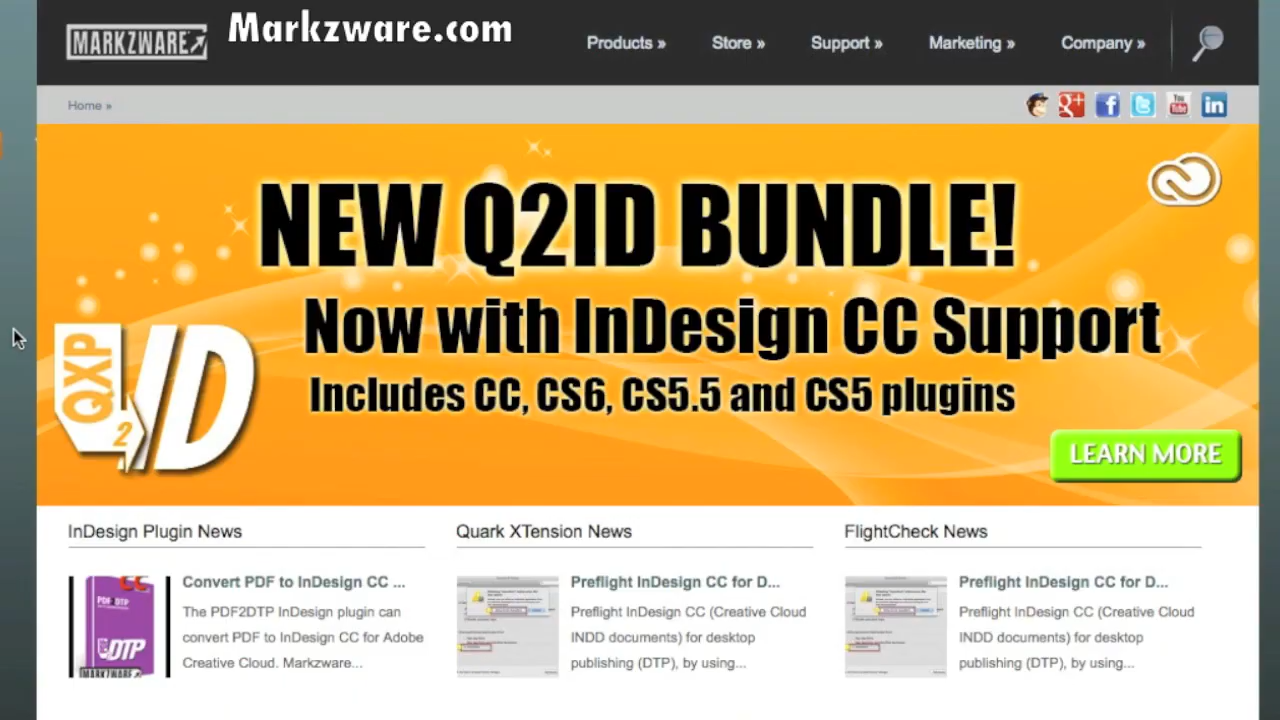 MARKZWARE
Markzware.com
Products »
Store »
Support »
Marketing »
Company »
Home »
NEW Q2ID BUNDLE!
Now with InDesign CC Support
Includes CC, CS6, CS5.5 and CS5 plugins
QXP
2
ID
LEARN MORE
InDesign Plugin News
Convert PDF to InDesign CC ...
The PDF2DTP InDesign plugin can
convert PDF to InDesign CC for Adobe
Creative Cloud. Markzware...
CC
PDF2DTP
DTP
MARKZWARE
Quark XTension News
Preflight InDesign CC for D...
Preflight InDesign CC (Creative Cloud
INDD documents) for desktop
publishing (DTP), by using...
FlightCheck News
Preflight InDesign CC for D...
Preflight InDesign CC (Creative Cloud
INDD documents) for desktop
publishing (DTP), by using...